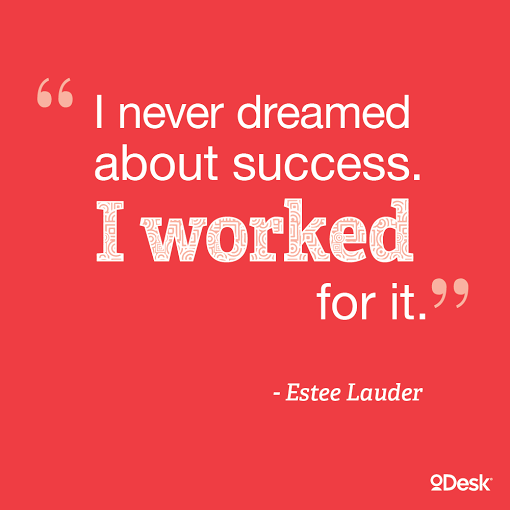 “I never dreamed
about success.
I worked
for it.”
- Estee Lauder
oDesk